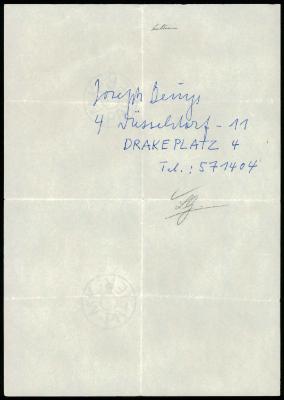 Joseph Beuys
4 Düsseldorf - 11
DRAKEPLATZ 4
Tel.: 571404